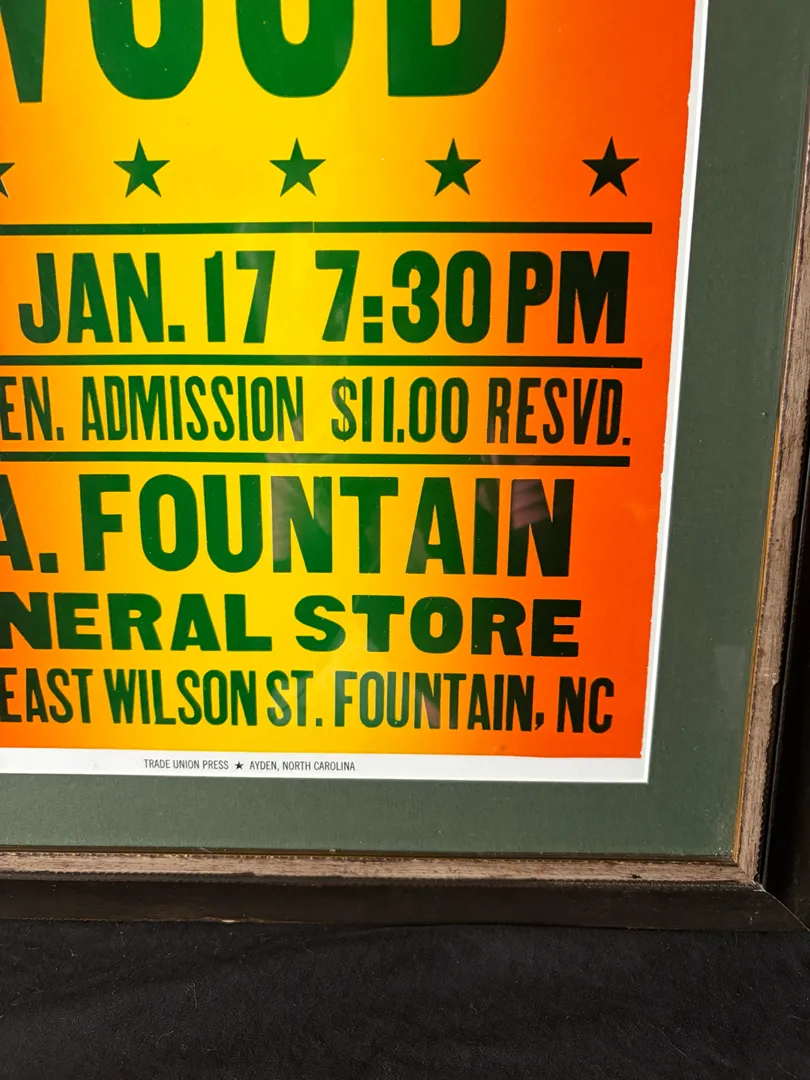 WOOD
★ ★ ★ ★ ★
JAN. 17 7:30 PM
EN. ADMISSION $11.00 RESVD.
A. FOUNTAIN
NERAL STORE
EAST WILSON ST. FOUNTAIN, NC
TRADE UNION PRESS ★ AYDEN, NORTH CAROLINA